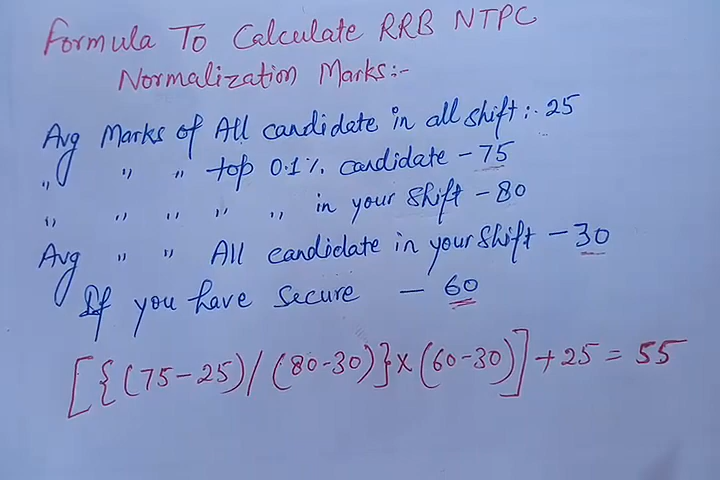 Formula To Calculate RRB NTPC
Normalization Marks:-
Avg Marks of All candidate in all shift:- 25
,, ,, ,, top 0.1% candidate - 75
,, ,, ,, ,, ,, in your shift - 80
Avg ,, ,, All candidate in your shift - 30
If you have secure - 60
[{(75-25)/(80-30)}×(60-30)]+25 = 55